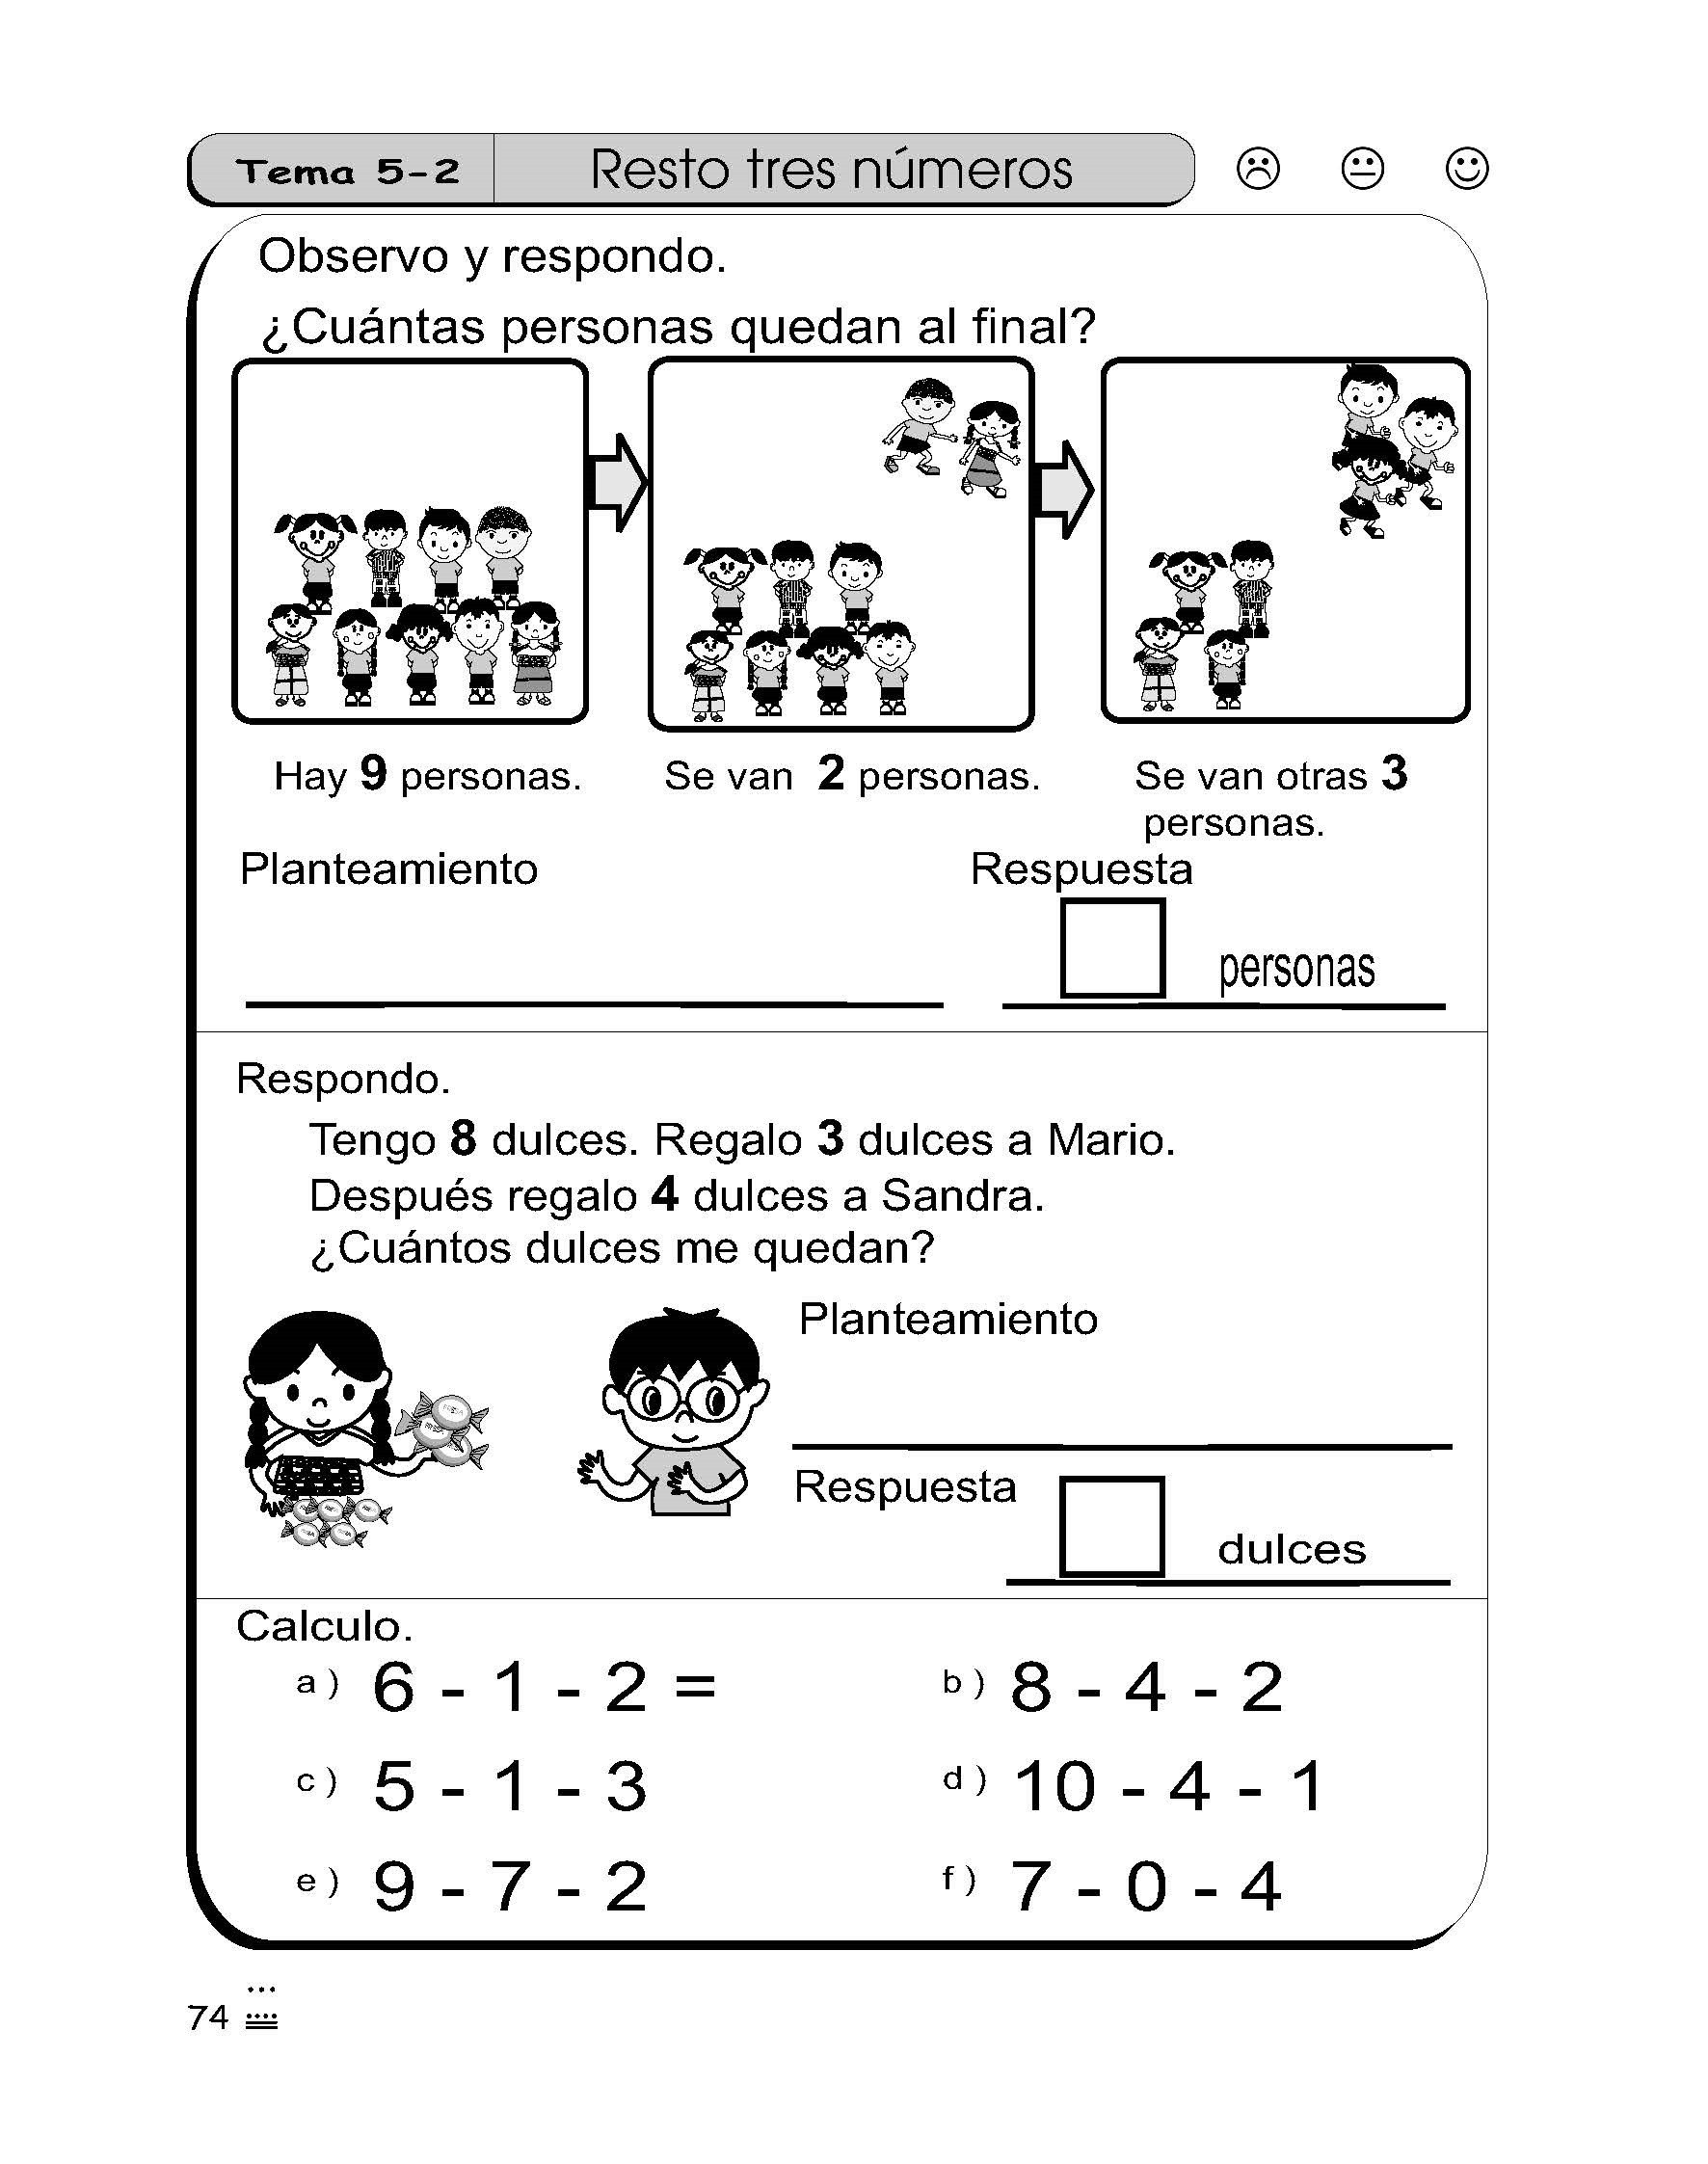 Tema 5-2 Resto tres números
Observo y respondo.
¿Cuántas personas quedan al final?
Hay 9 personas. Se van 2 personas. Se van otras 3
personas.
Planteamiento Respuesta
personas
Respondo.
Tengo 8 dulces. Regalo 3 dulces a Mario.
Después regalo 4 dulces a Sandra.
¿Cuántos dulces me quedan?
Planteamiento
Respuesta
dulces
Calculo.
a ) 6 - 1 - 2 = b ) 8 - 4 - 2
c ) 5 - 1 - 3 d ) 10 - 4 - 1
e ) 9 - 7 - 2 f ) 7 - 0 - 4
74